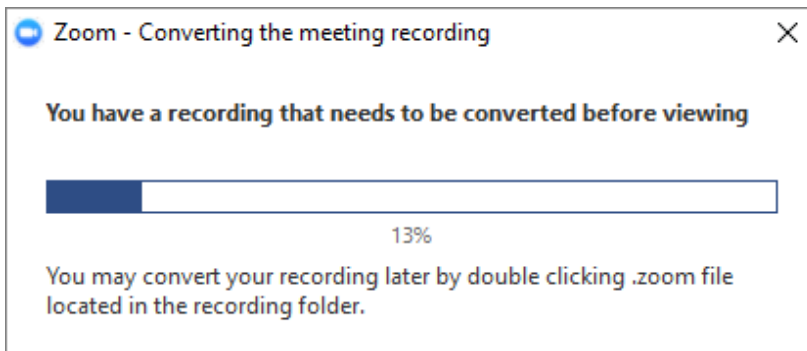 Zoom - Converting the meeting recording
You have a recording that needs to be converted before viewing
13%
You may convert your recording later by double clicking .zoom file
located in the recording folder.